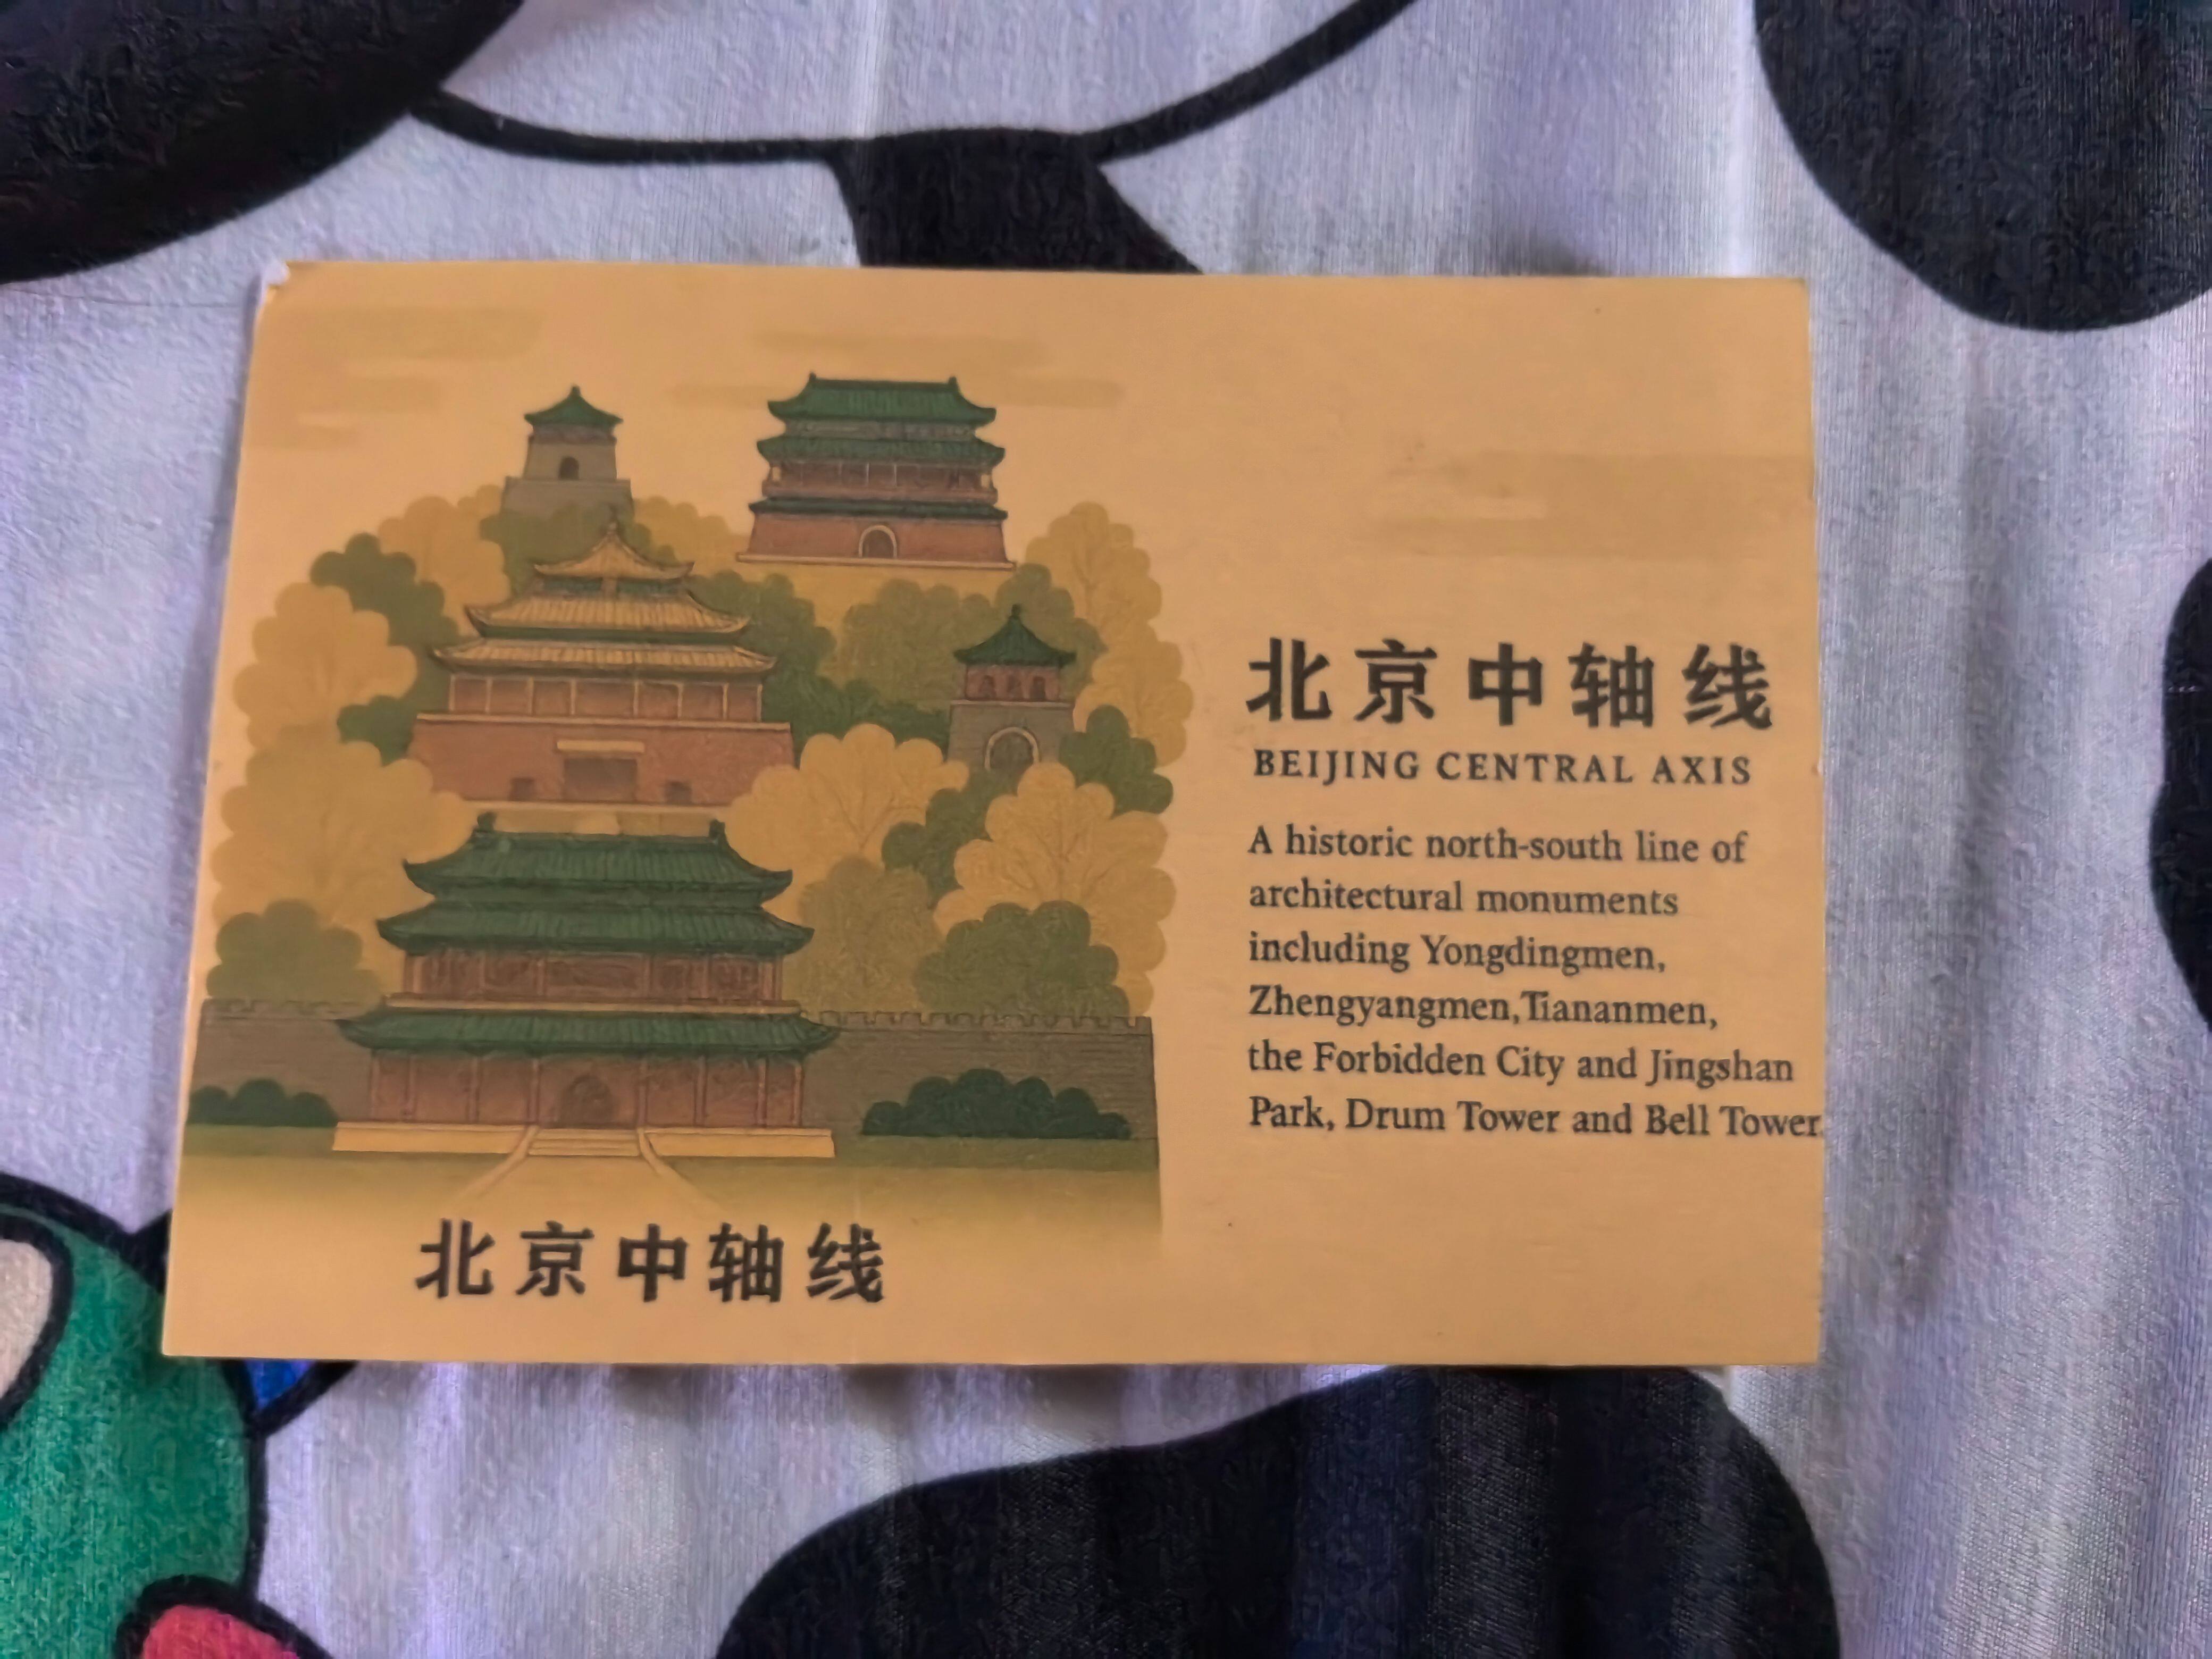 北京中轴线
BEIJING CENTRAL AXIS
A historic north-south line of
architectural monuments
including Yongdingmen,
Zhengyangmen,Tiananmen,
the Forbidden City and Jingshan
Park, Drum Tower and Bell Tower.
北京中轴线